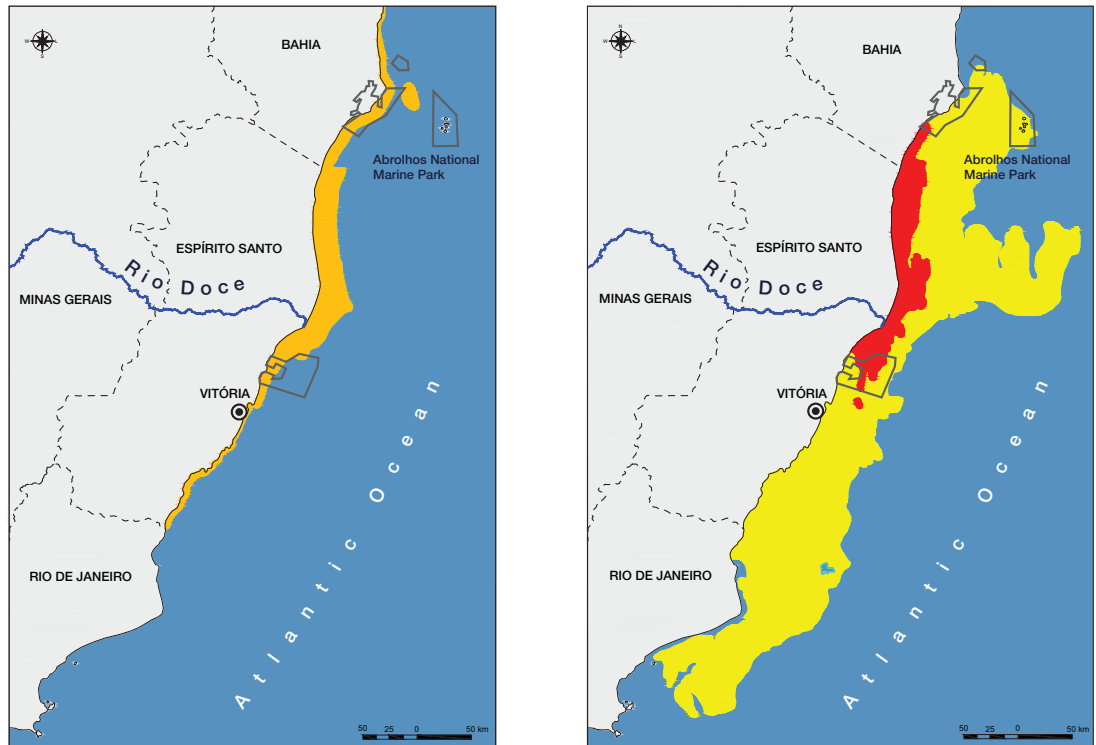 BAHIA
Abrolhos National
Marine Park
ESPÍRITO SANTO
Rio Doce
MINAS GERAIS
VITÓRIA
Atlantic Ocean
RIO DE JANEIRO
50 25 0 50 km
N
BAHIA
Abrolhos National
Marine Park
ESPÍRITO SANTO
Rio Doce
MINAS GERAIS
VITÓRIA
Atlantic Ocean
RIO DE JANEIRO
50 25 0 50 km